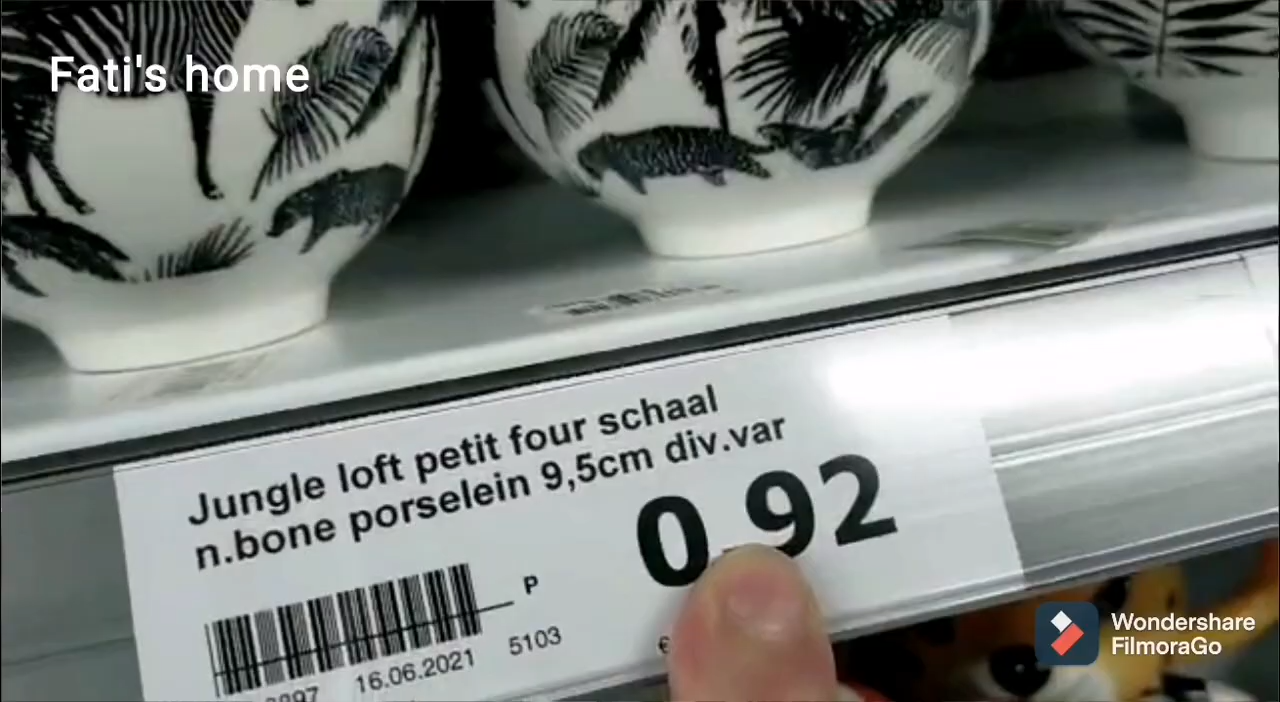 Fati's home
Jungle loft petit four schaal
n.bone porselein 9,5cm div.var
0.92
P
16.06.2021
5103
€
Wondershare
FilmoraGo